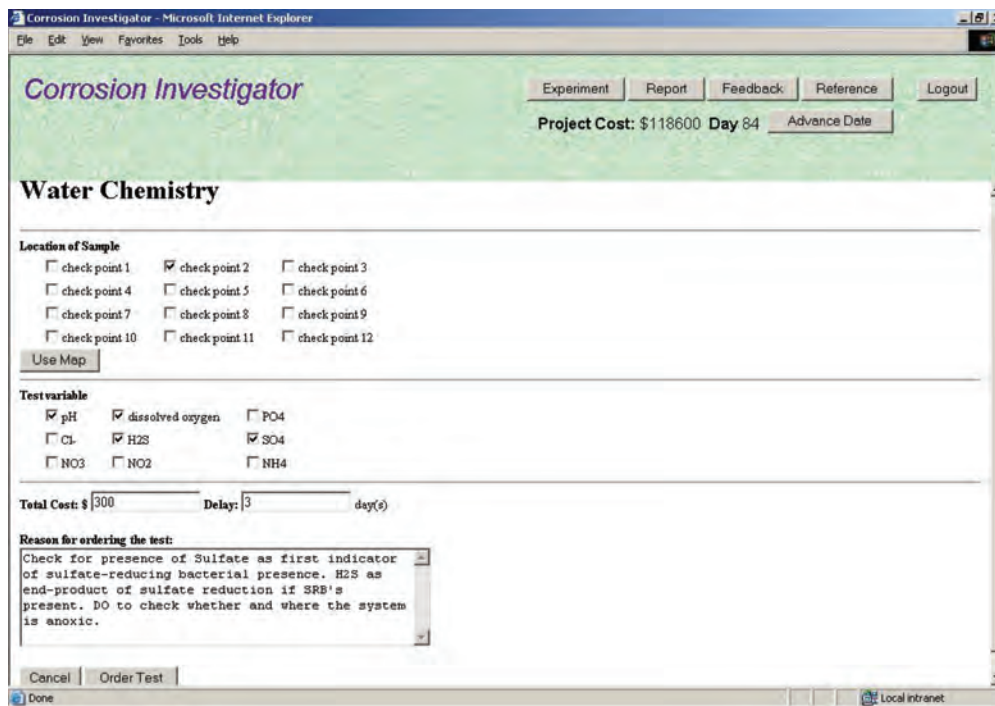 Corrosion Investigator - Microsoft Internet Explorer
File Edit View Favorites Tools Help
Corrosion Investigator
Experiment Report Feedback Reference Logout
Project Cost: $118600 Day 84 Advance Date
Water Chemistry
Location of Sample
check point 1 check point 2 check point 3
check point 4 check point 5 check point 6
check point 7 check point 8 check point 9
check point 10 check point 11 check point 12
Use Map
Test variable
pH dissolved oxygen PO4
Cl- H2S SO4
NO3 NO2 NH4
Total Cost: $ 300 Delay: 3 day(s)
Reason for ordering the test:
Check for presence of Sulfate as first indicator
of sulfate-reducing bacterial presence. H2S as
end-product of sulfate reduction if SRB's
present. DO to check whether and where the system
is anoxic.
Cancel Order Test
Done Local intranet